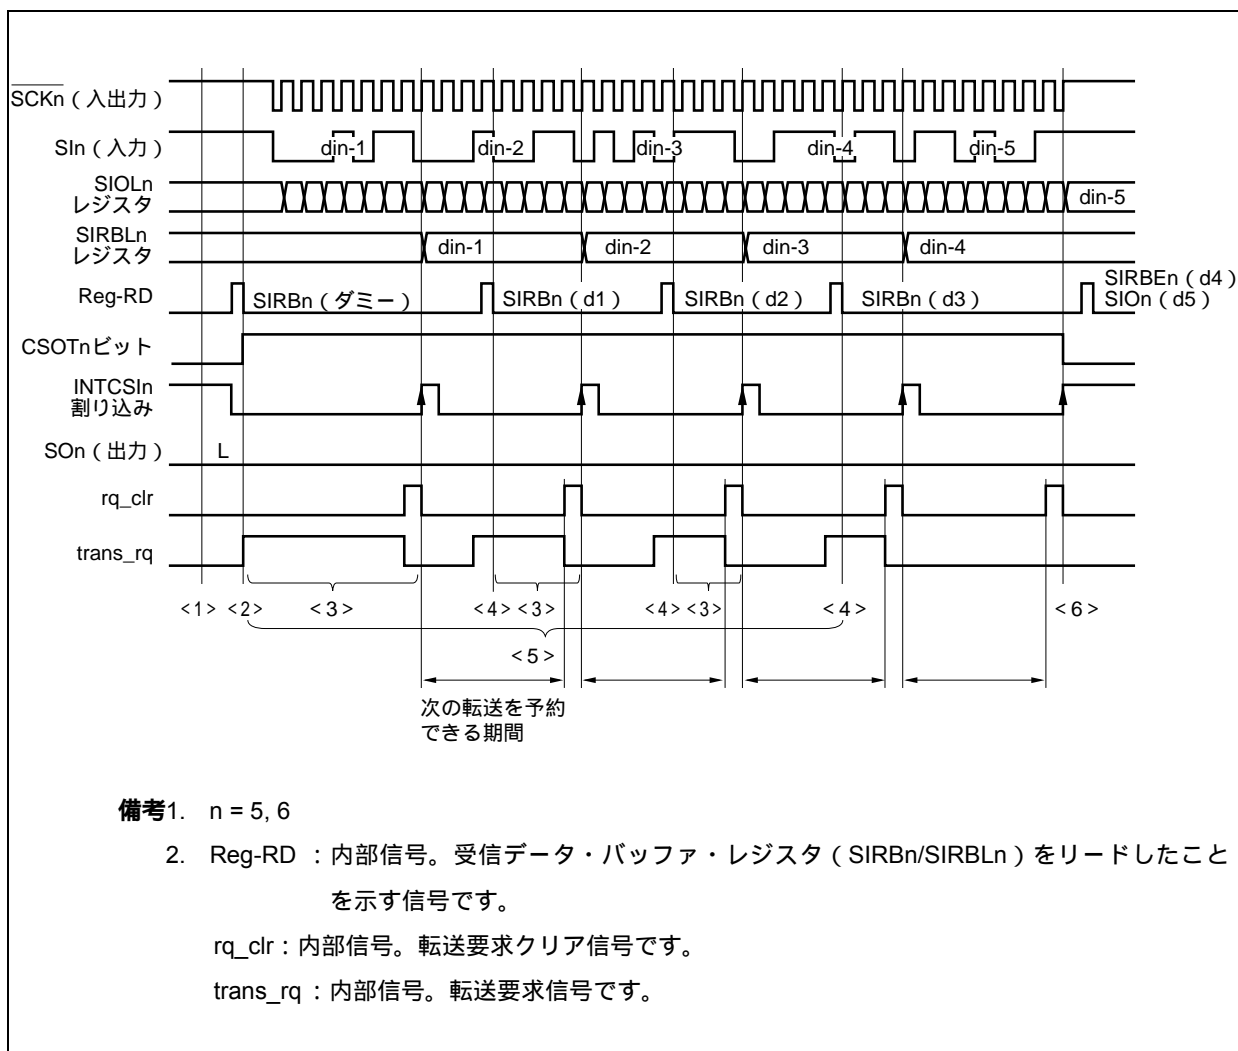 SCKn（入出力）
SIn（入力）
din-1 din-2 din-3 din-4 din-5
SIOLn
レジスタ
din-5
SIRBLn
レジスタ
din-1 din-2 din-3 din-4
Reg-RD
SIRBn（ダミー） SIRBn（d1） SIRBn（d2） SIRBn（d3）
SIRBEn（d4）
SIOn（d5）
CSOTnビット
INTCSIn
割り込み
SOn（出力） L
rq_clr
trans_rq
<1> <2> <3> <4> <3> <4> <3> <4> <6>
<5>
次の転送を予約
できる期間
備考1. n = 5, 6
2. Reg-RD ：内部信号。受信データ・バッファ・レジスタ（SIRBn/SIRBLn）をリードしたこと
を示す信号です。
rq_clr：内部信号。転送要求クリア信号です。
trans_rq ：内部信号。転送要求信号です。